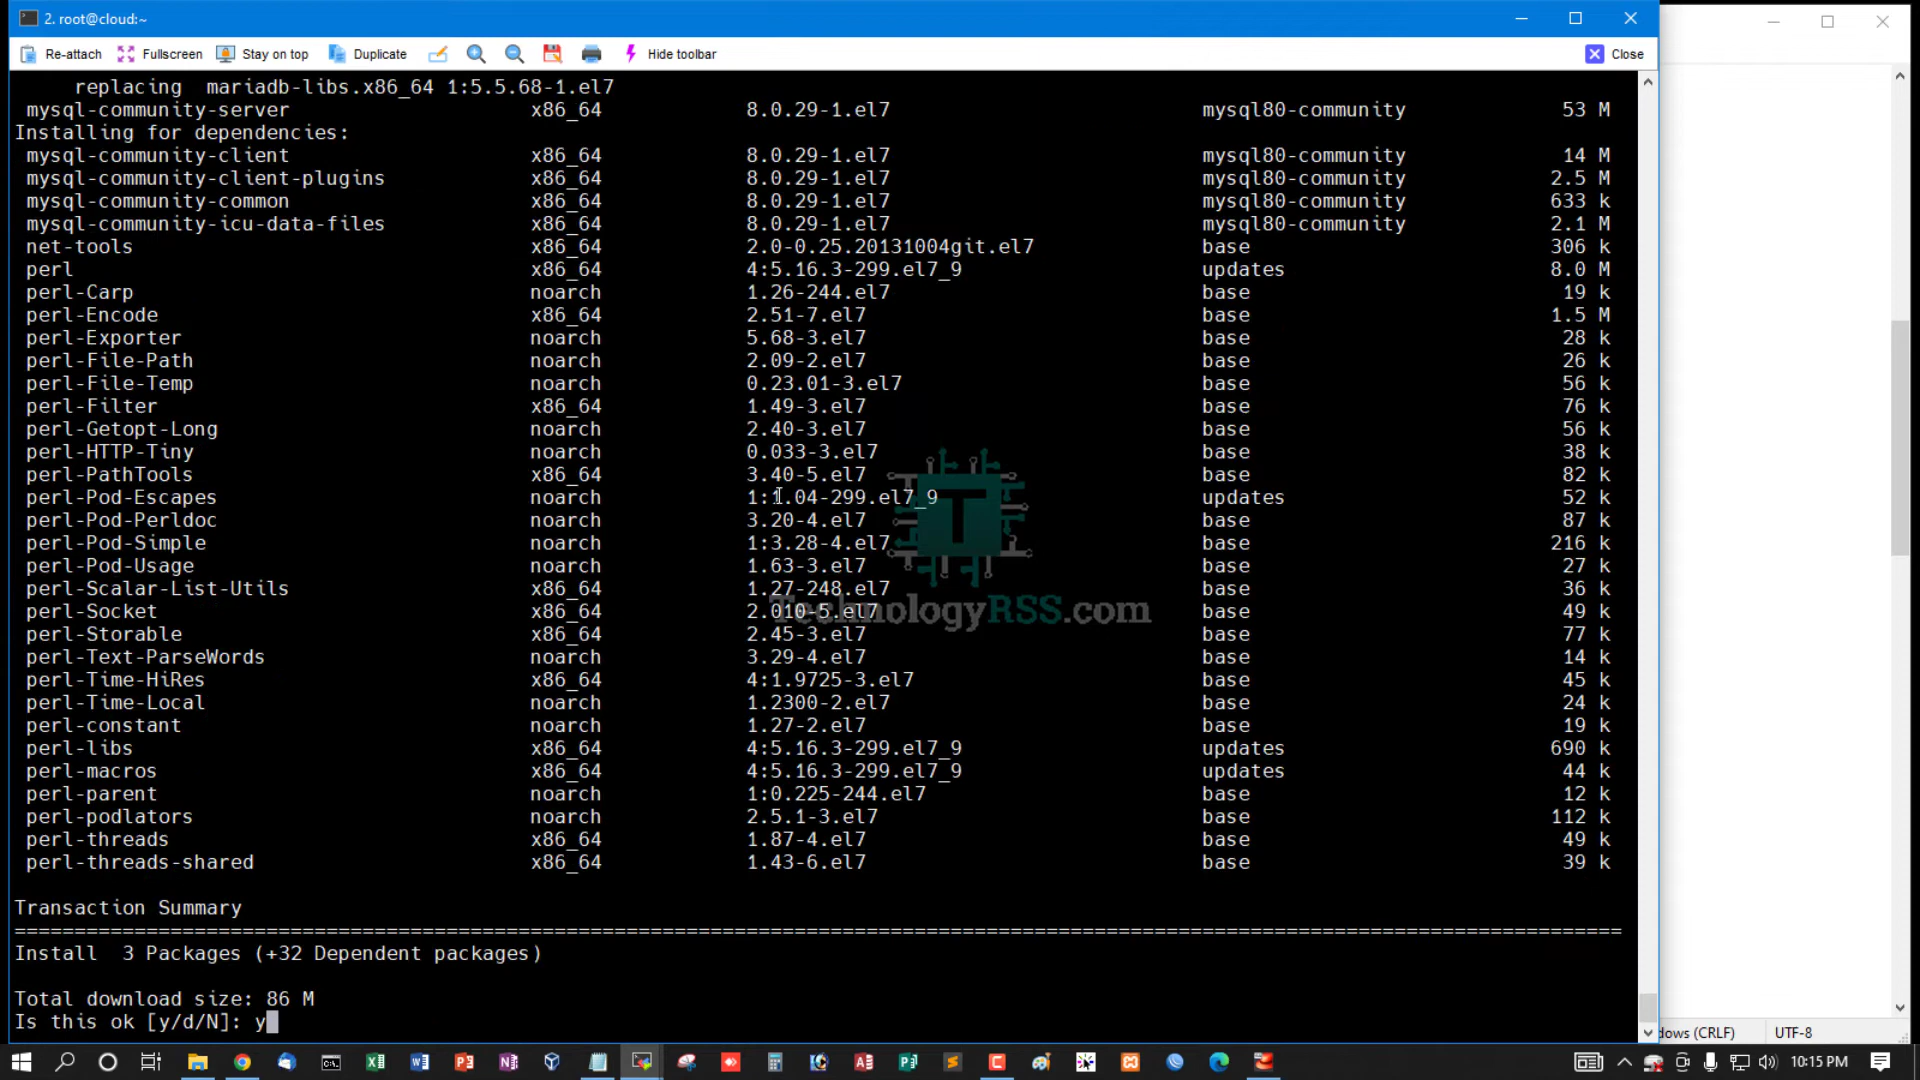 2. root@cloud:~
Re-attach Fullscreen Stay on top Duplicate Hide toolbar Close
replacing mariadb-libs.x86_64 1:5.5.68-1.el7
mysql-community-server x86_64 8.0.29-1.el7 mysql80-community 53 M
Installing for dependencies:
mysql-community-client x86_64 8.0.29-1.el7 mysql80-community 14 M
mysql-community-client-plugins x86_64 8.0.29-1.el7 mysql80-community 2.5 M
mysql-community-common x86_64 8.0.29-1.el7 mysql80-community 633 k
mysql-community-icu-data-files x86_64 8.0.29-1.el7 mysql80-community 2.1 M
net-tools x86_64 2.0-0.25.20131004git.el7 base 306 k
perl x86_64 4:5.16.3-299.el7_9 updates 8.0 M
perl-Carp noarch 1.26-244.el7 base 19 k
perl-Encode x86_64 2.51-7.el7 base 1.5 M
perl-Exporter noarch 5.68-3.el7 base 28 k
perl-File-Path noarch 2.09-2.el7 base 26 k
perl-File-Temp noarch 0.23.01-3.el7 base 56 k
perl-Filter x86_64 1.49-3.el7 base 76 k
perl-Getopt-Long noarch 2.40-3.el7 base 56 k
perl-HTTP-Tiny noarch 0.033-3.el7 base 38 k
perl-PathTools x86_64 3.40-5.el7 base 82 k
perl-Pod-Escapes noarch 1:1.04-299.el7_9 updates 52 k
perl-Pod-Perldoc noarch 3.20-4.el7 base 87 k
perl-Pod-Simple noarch 1:3.28-4.el7 base 216 k
perl-Pod-Usage noarch 1.63-3.el7 base 27 k
perl-Scalar-List-Utils x86_64 1.27-248.el7 base 36 k
perl-Socket x86_64 2.010-5.el7 base 49 k
TechnologyRSS.com
perl-Storable x86_64 2.45-3.el7 base 77 k
perl-Text-ParseWords noarch 3.29-4.el7 base 14 k
perl-Time-HiRes x86_64 4:1.9725-3.el7 base 45 k
perl-Time-Local noarch 1.2300-2.el7 base 24 k
perl-constant noarch 1.27-2.el7 base 19 k
perl-libs x86_64 4:5.16.3-299.el7_9 updates 690 k
perl-macros x86_64 4:5.16.3-299.el7_9 updates 44 k
perl-parent noarch 1:0.225-244.el7 base 12 k
perl-podlators noarch 2.5.1-3.el7 base 112 k
perl-threads x86_64 1.87-4.el7 base 49 k
perl-threads-shared x86_64 1.43-6.el7 base 39 k
Transaction Summary
Install 3 Packages (+32 Dependent packages)
Total download size: 86 M
Is this ok [y/d/N]: y
dows (CRLF) UTF-8
10:15 PM